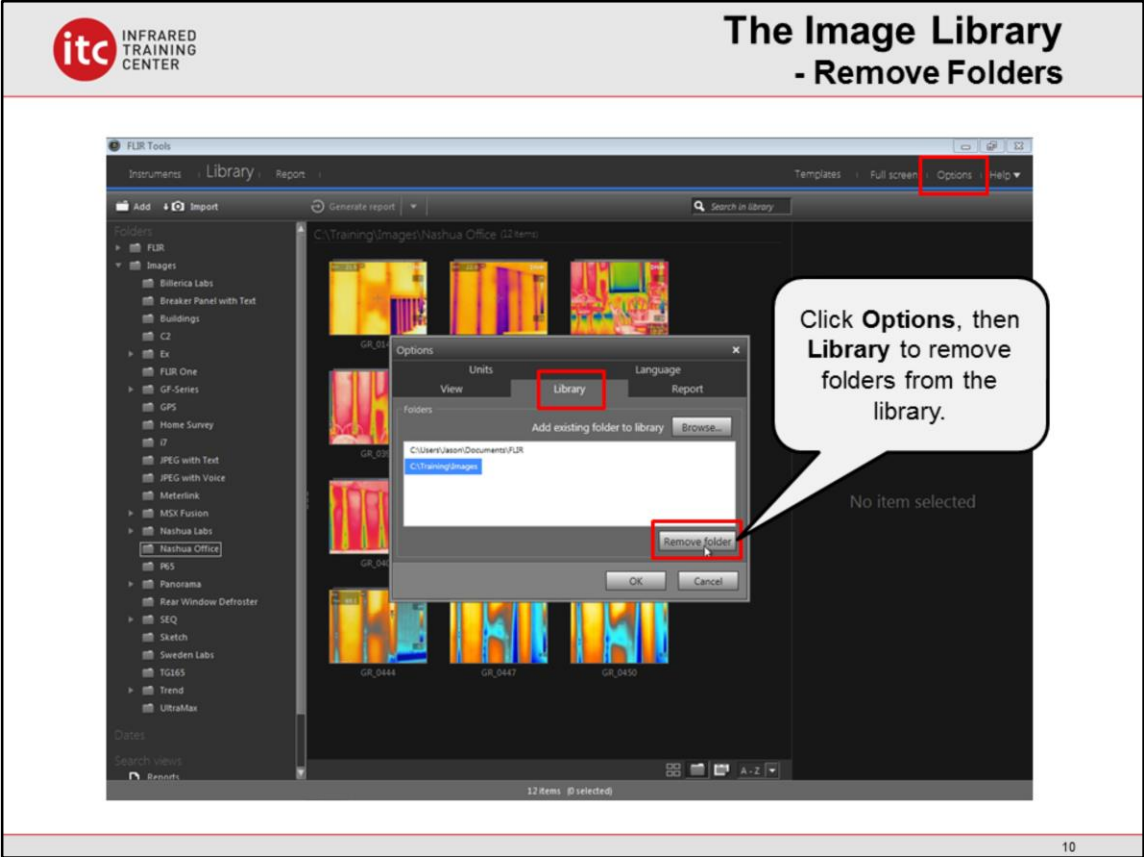 itc INFRARED
TRAINING
CENTER
The Image Library
- Remove Folders
FLIR Tools
Instruments Library Report
Templates Full screen Options Help
Add Import Generate report Search in library
Folders
FLIR
Images
Billerica Labs
Breaker Panel with Text
Buildings
C2
Ex
FLIR One
GF-Series
GPS
Home Survey
i7
JPEG with Text
JPEG with Voice
Meterlink
MSX Fusion
Nashua Labs
Nashua Office
P65
Panorama
Rear Window Defroster
SEQ
Sketch
Sweden Labs
TG165
Trend
UltraMax
Dates
Search views
Reports
C:\Training\Images\Nashua Office (12 items)
Options
Units Language
View Library Report
Folders
Add existing folder to library Browse...
C:\Users\Jason\Documents\FLIR
C:\Training\Images
Remove folder
OK Cancel
GR_0444 GR_0447 GR_0450
A-Z
12 items (0 selected)
No item selected
Click Options, then
Library to remove
folders from the
library.
10